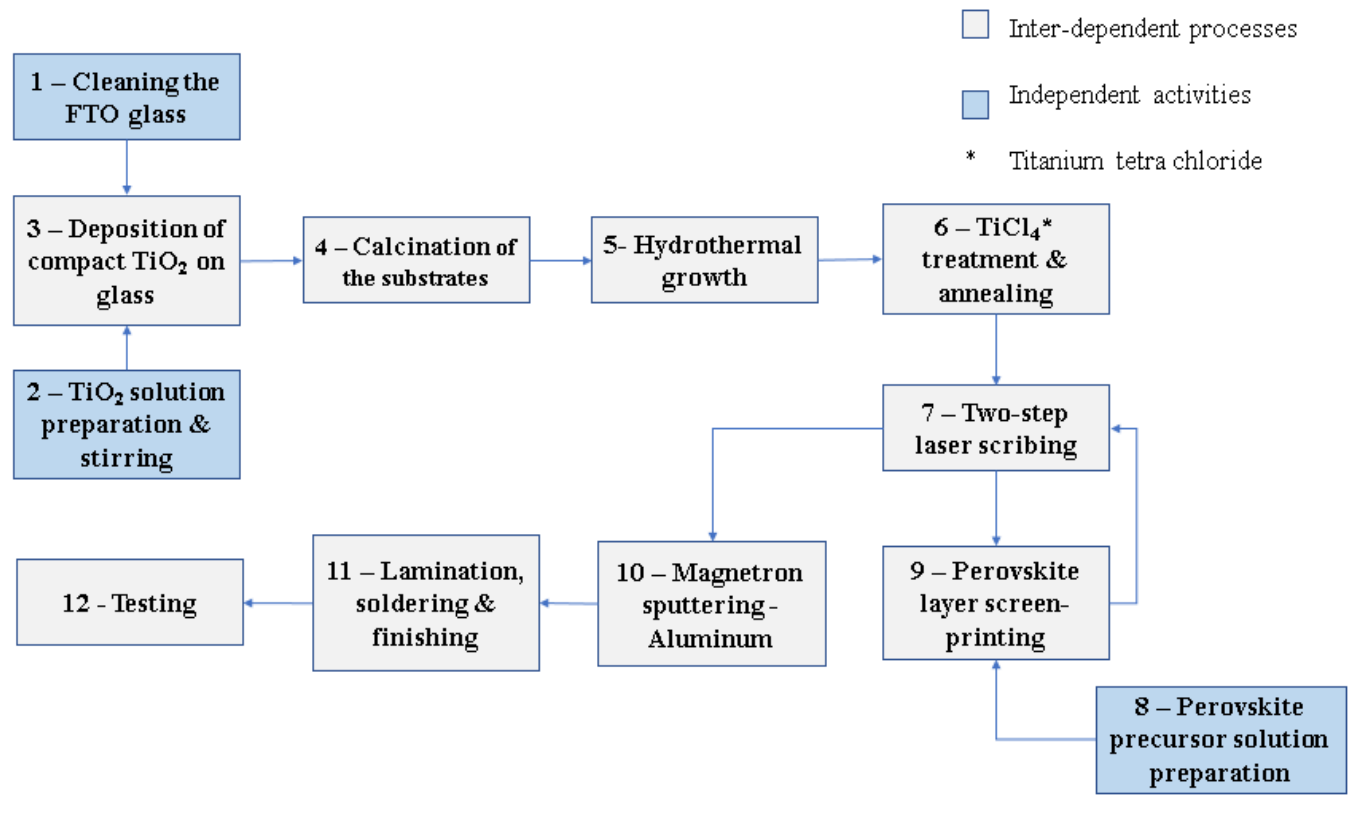 Inter-dependent processes
Independent activities
* Titanium tetra chloride
1 – Cleaning the
FTO glass
3 – Deposition of
compact TiO₂ on
glass
2 – TiO₂ solution
preparation &
stirring
4 – Calcination of
the substrates
5- Hydrothermal
growth
6 – TiCl₄*
treatment &
annealing
7 – Two-step
laser scribing
9 – Perovskite
layer screen-
printing
8 – Perovskite
precursor solution
preparation
10 – Magnetron
sputtering -
Aluminum
11 – Lamination,
soldering &
finishing
12 - Testing